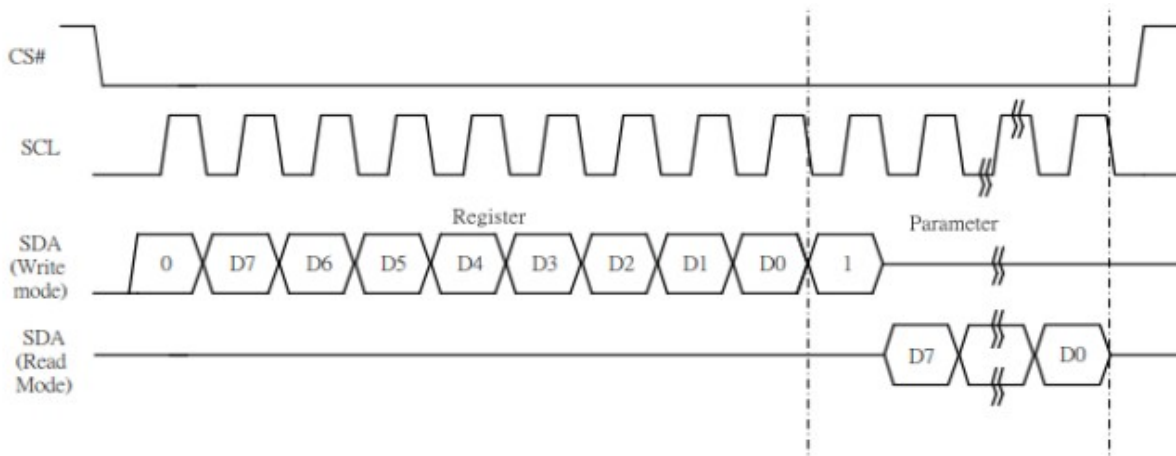 CS#
SCL
Register
Parameter
SDA
(Write
mode)
0 D7 D6 D5 D4 D3 D2 D1 D0 1
SDA
(Read
Mode)
D7 D0